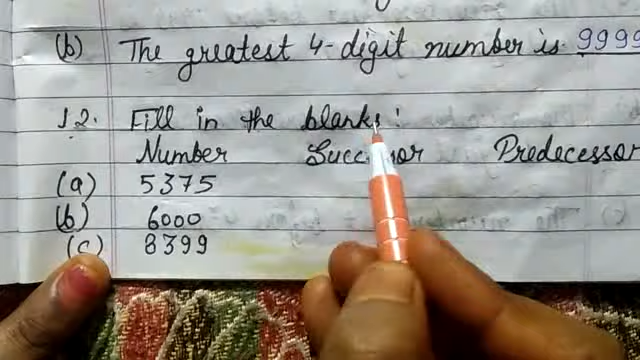 (b) The greatest 4-digit number is 9999
12. Fill in the blanks:
Number Successor Predecessor
(a) 5375
(b) 6000
(c) 8399